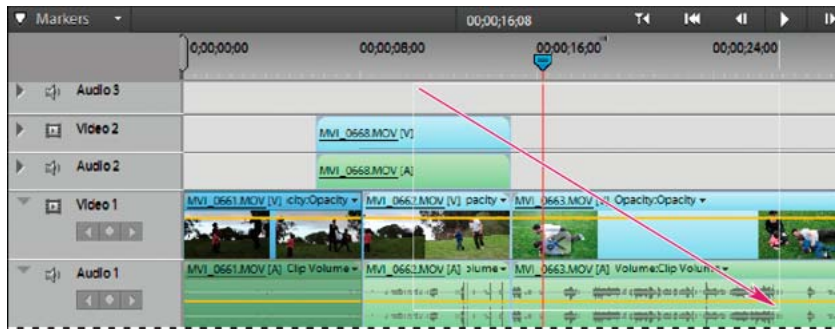 Markers
00;00;16;08
0;00;00;00 00;00;08;00 00;00;16;00 00;00;24;00
Audio 3
Video 2 MVI_0668.MOV [V]
Audio 2 MVI_0668.MOV [A]
Video 1 MVI_0661.MOV [V] city:Opacity MVI_0662.MOV [V] pacity MVI_0663.MOV [V] Opacity:Opacity
Audio 1 MVI_0661.MOV [A] Clip Volume MVI_0662.MOV [A] olume MVI_0663.MOV [A] Volume:Clip Volume